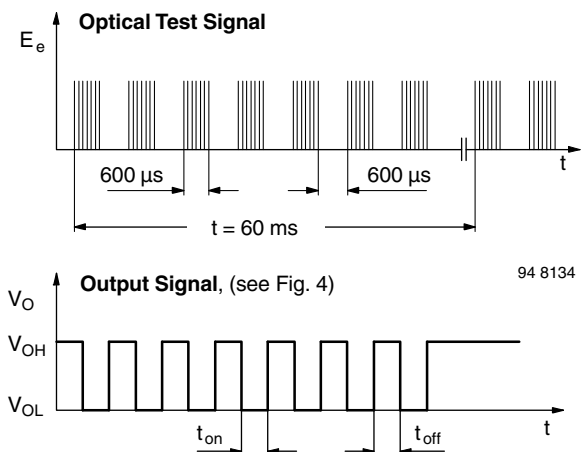 Optical Test Signal
E_e
t
600 µs
600 µs
t = 60 ms
94 8134
Output Signal, (see Fig. 4)
V_O
V_OH
V_OL
t_on
t_off
t